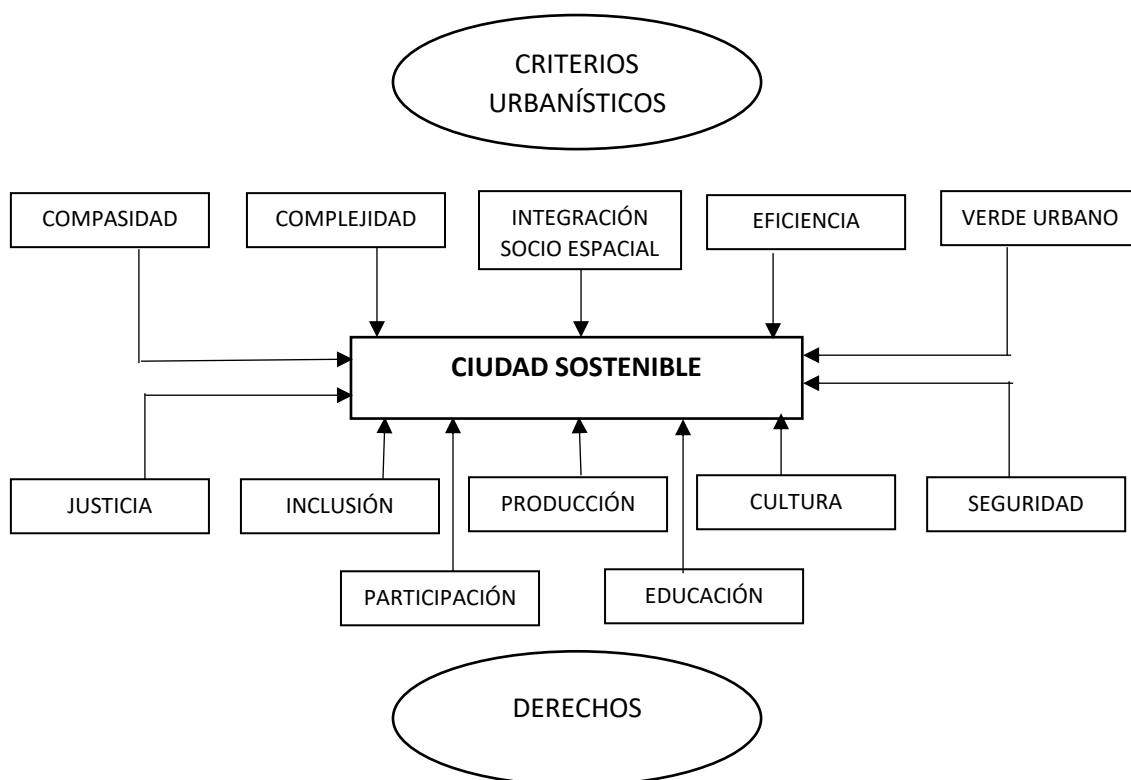 CRITERIOS
URBANÍSTICOS
COMPASIDAD
COMPLEJIDAD
INTEGRACIÓN
SOCIO ESPACIAL
EFICIENCIA
VERDE URBANO
CIUDAD SOSTENIBLE
JUSTICIA
INCLUSIÓN
PRODUCCIÓN
CULTURA
SEGURIDAD
PARTICIPACIÓN
EDUCACIÓN
DERECHOS